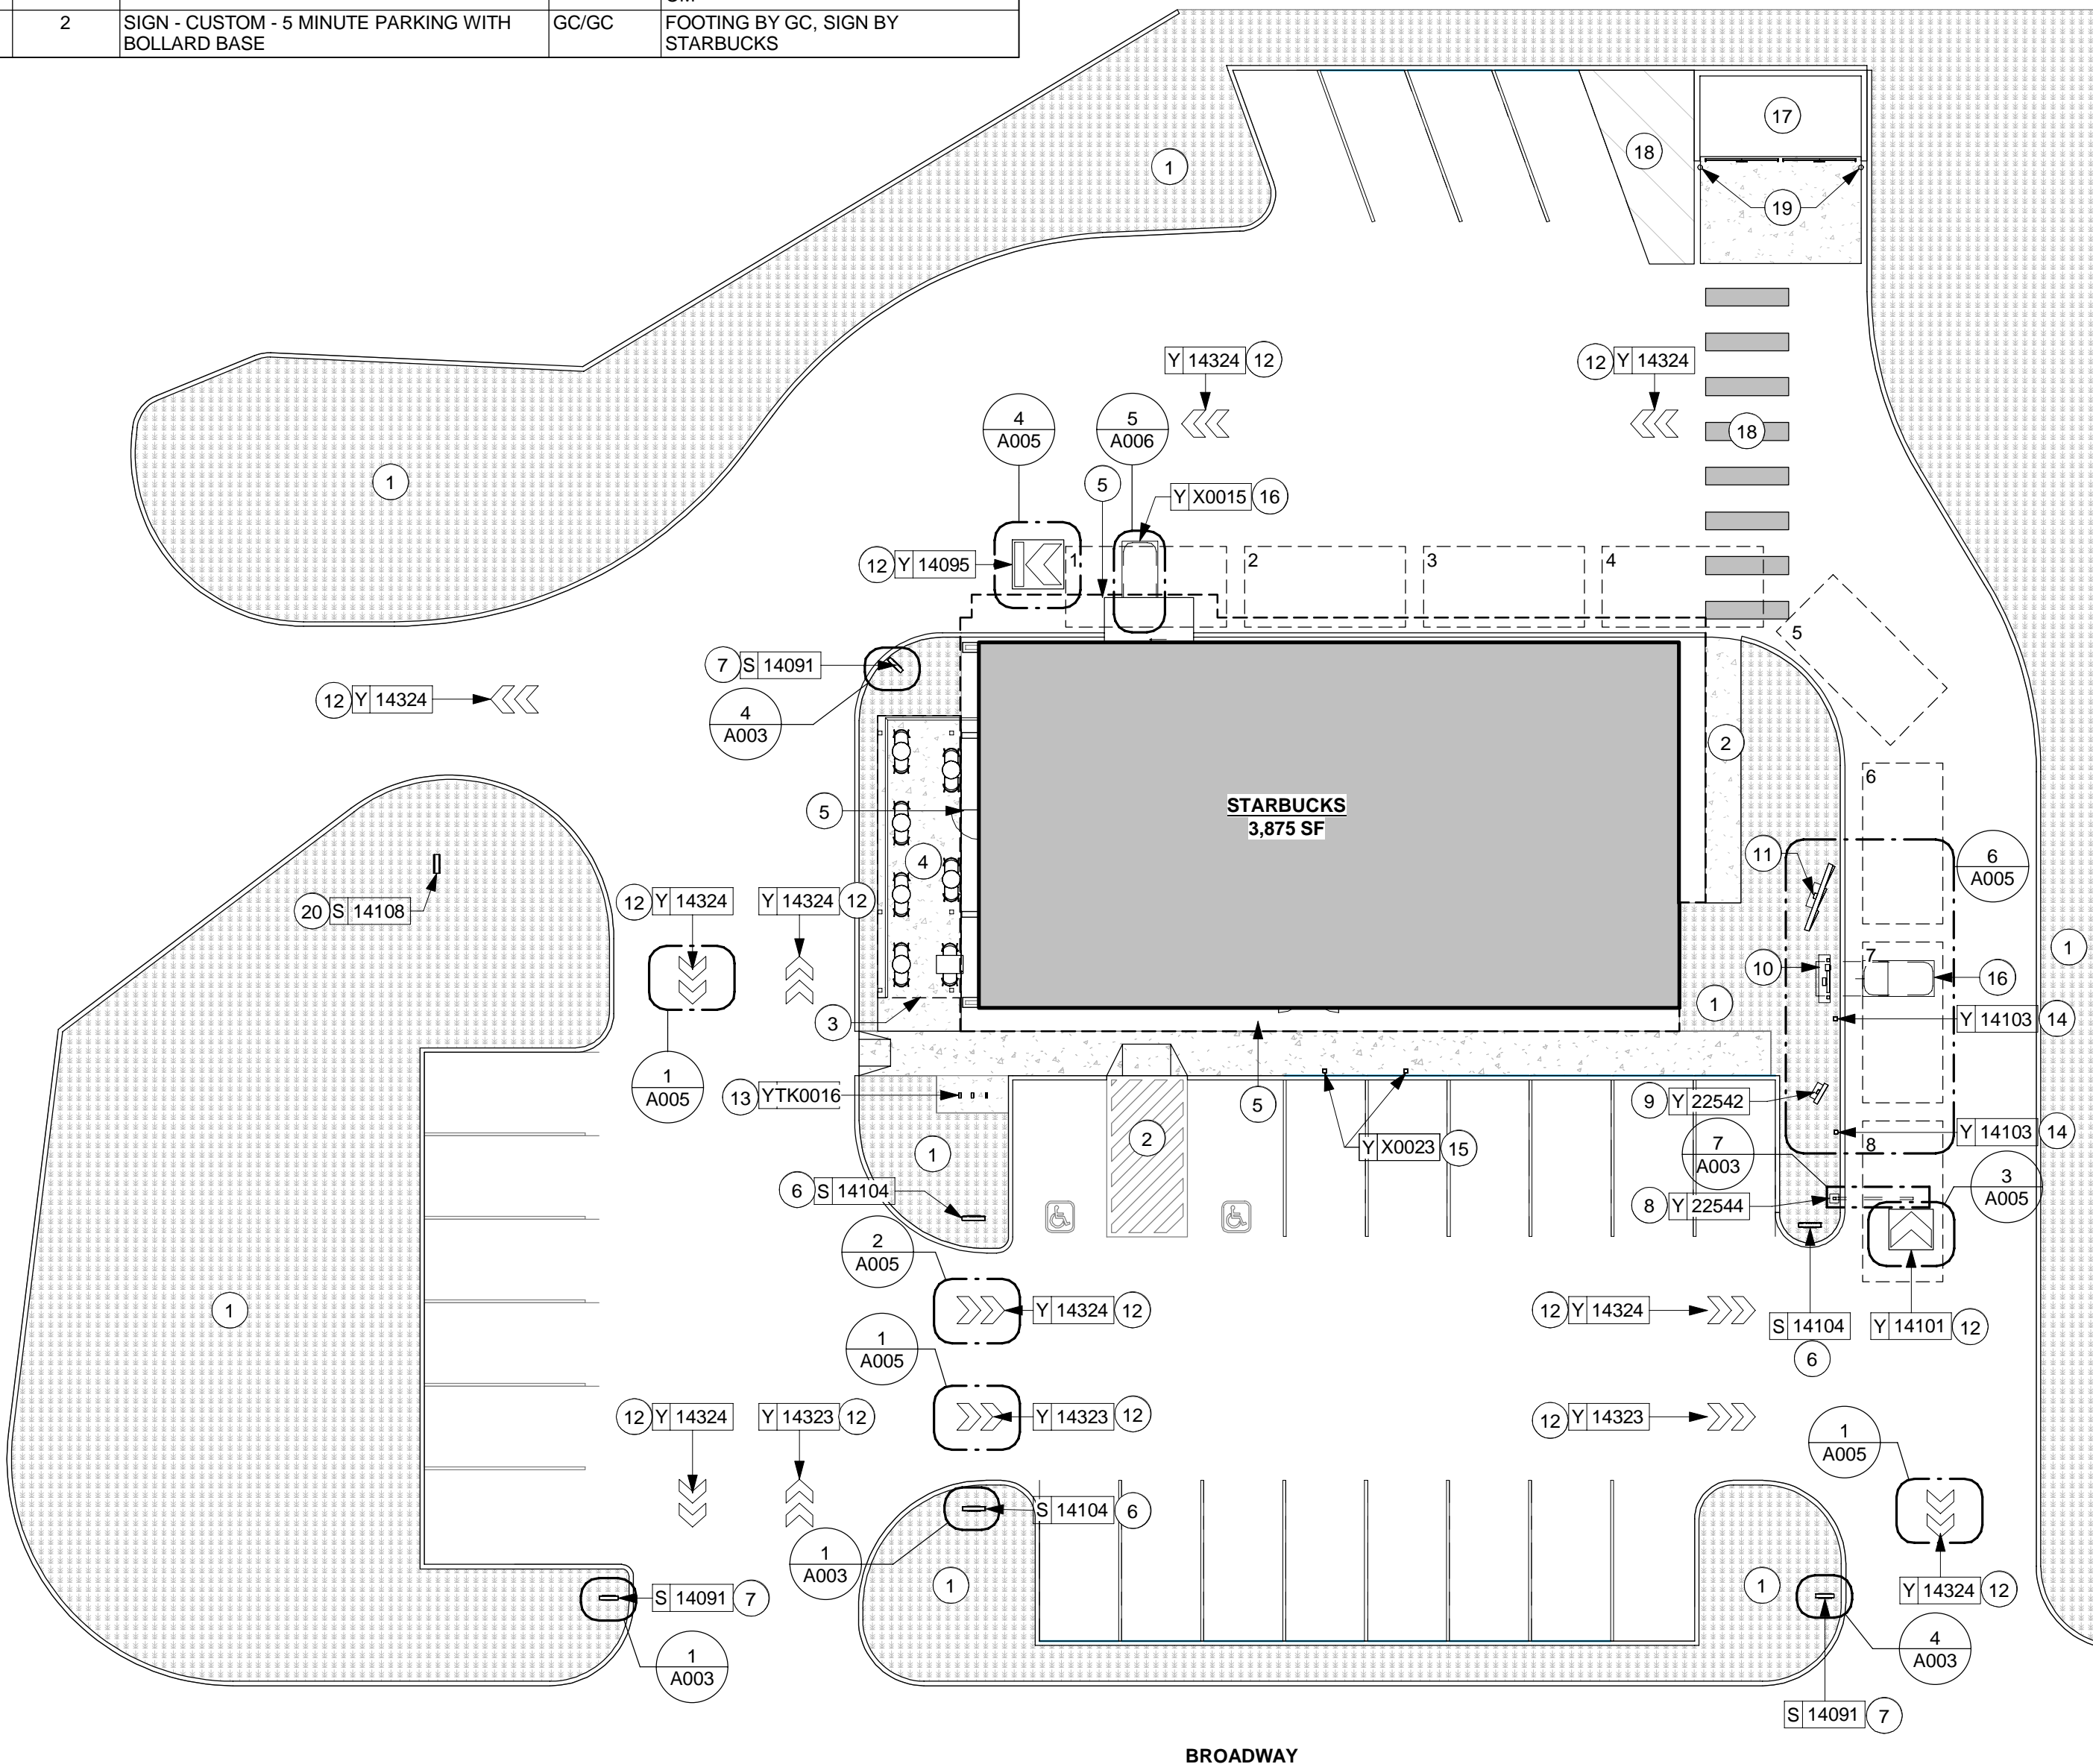 2
SIGN - CUSTOM - 5 MINUTE PARKING WITH
BOLLARD BASE
GC/GC
FOOTING BY GC, SIGN BY
STARBUCKS
17
1
18
19
Y 14324 12
12 Y 14324
4
A005
5
A006
18
5
Y X0015 16
1
12 Y 14095
1
2
3
4
5
7 S 14091
12 Y 14324
4
A003
2
6
STARBUCKS
3,875 SF
5
4
11
6
A005
20 S 14108
12 Y 14324
Y 14324 12
1
10
7
16
1
3
Y 14103 14
1
A005
13 YTK0016
5
9 Y 22542
2
Y X0023 15
7
A003
Y 14103 14
8
1
6 S 14104
8 Y 22544
3
A005
2
A005
1
Y 14324 12
12 Y 14324
S 14104
6
Y 14101 12
1
A005
12 Y 14324
Y 14323 12
Y 14323 12
12 Y 14323
1
A005
S 14104 6
1
A003
1
1
S 14091 7
Y 14324 12
1
A003
4
A003
S 14091 7
BROADWAY